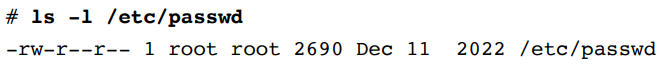 # ls -l /etc/passwd
-rw-r--r-- 1 root root 2690 Dec 11  2022 /etc/passwd